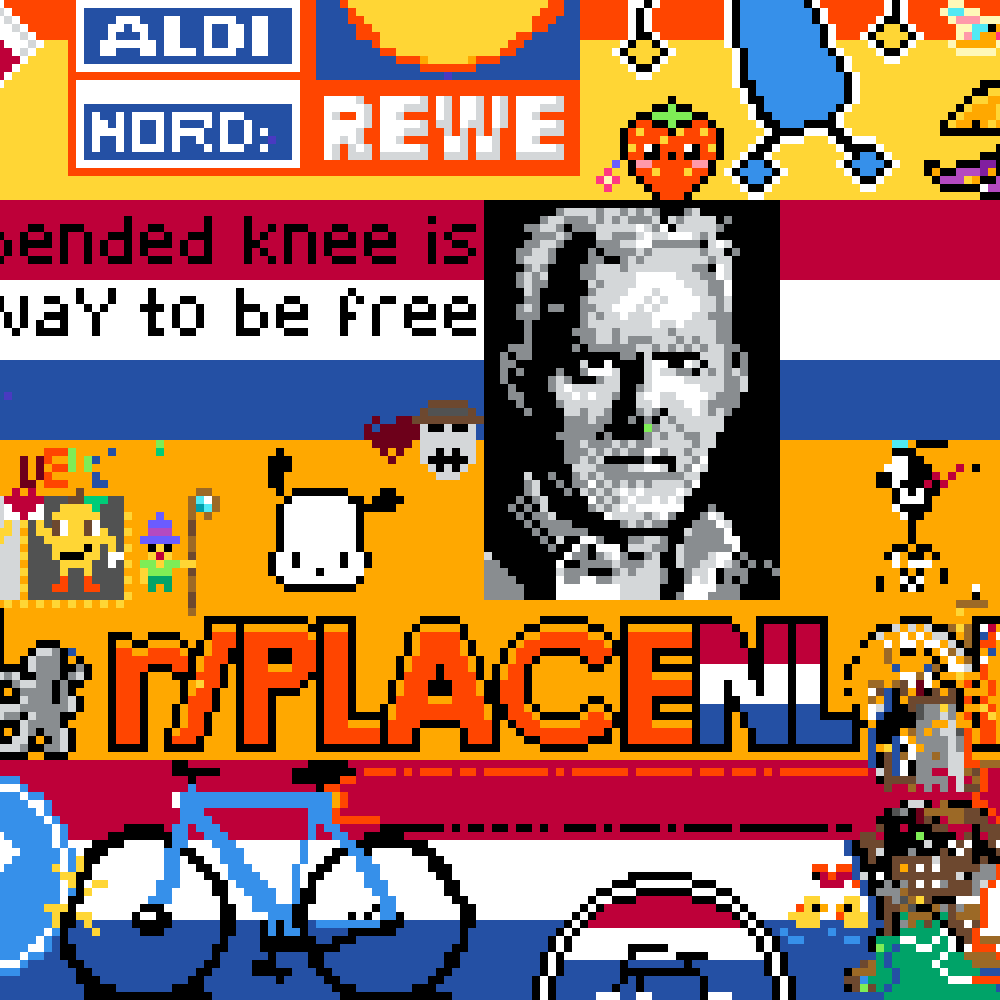 ALDI
NORD:
REWE
bended knee is
way to be free
r/PLACENL